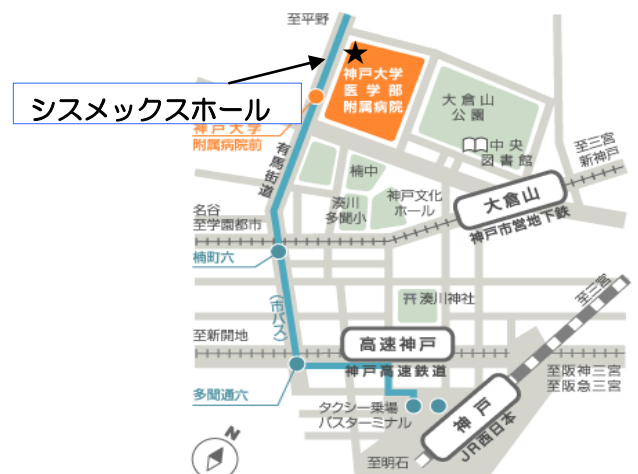 至平野
シスメックスホール
神戸大学
医学部
附属病院
神戸大学
附属病院前
有馬街道
大倉山
公園
中央
図書館
至三宮
新神戸
楠中
湊川
多聞小
神戸文化
ホール
大倉山
神戸市営地下鉄
名谷
至学園都市
楠町六
(市バス)
湊川神社
至三宮
至新開地
高速神戸
神戸高速鉄道
多聞通六
至阪神三宮
至阪急三宮
タクシー乗場
バスターミナル
神戸
JR西日本
至明石
N